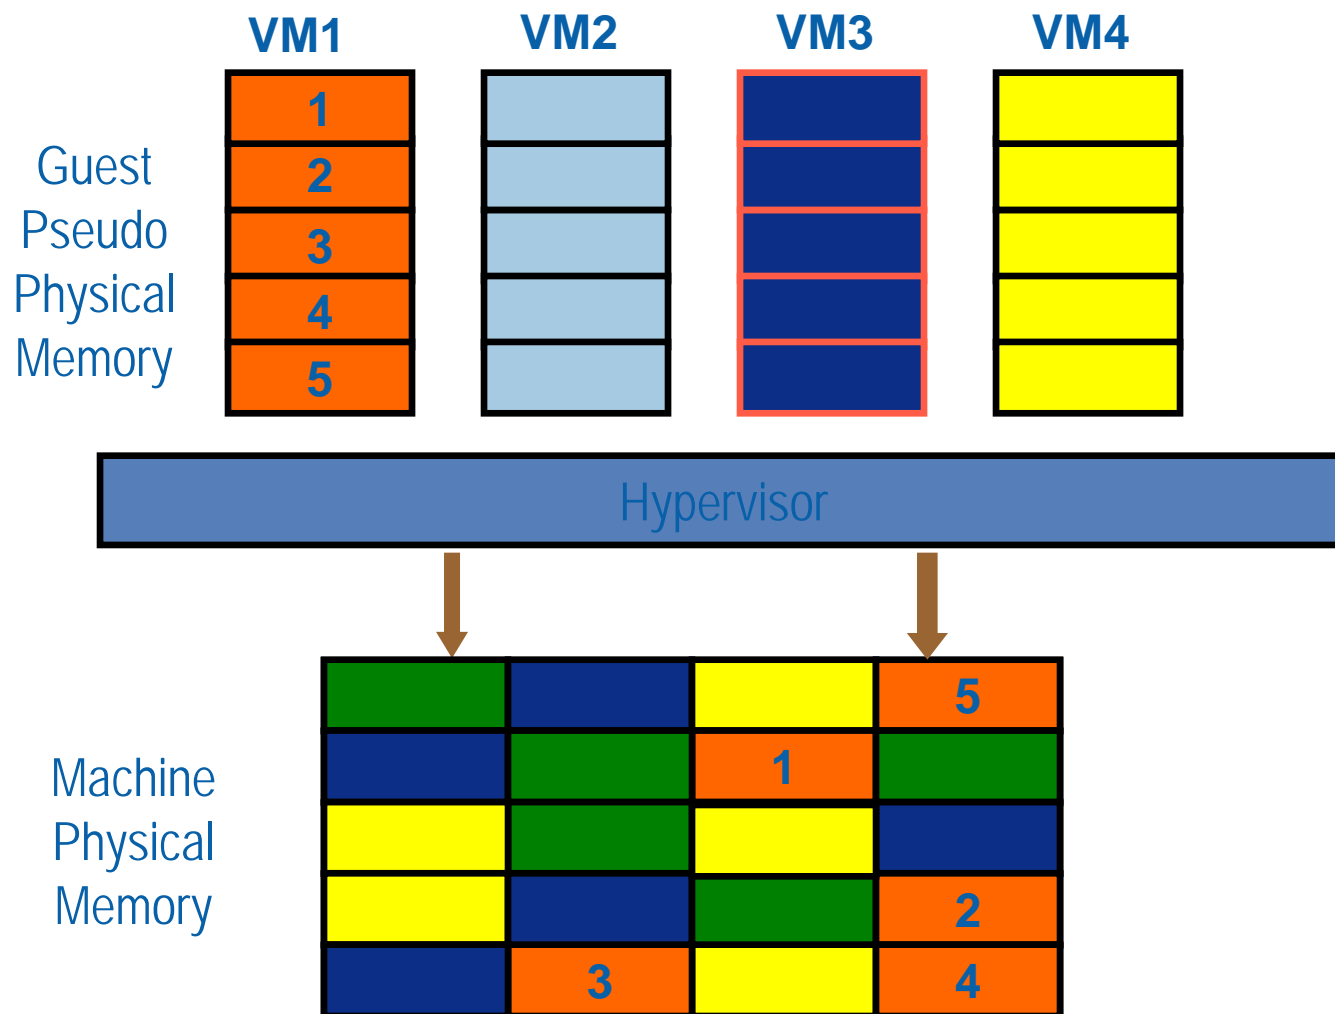 VM1 VM2 VM3 VM4
Guest
Pseudo
Physical
Memory
1
2
3
4
5
Hypervisor
Machine
Physical
Memory
5
1
2
3 4